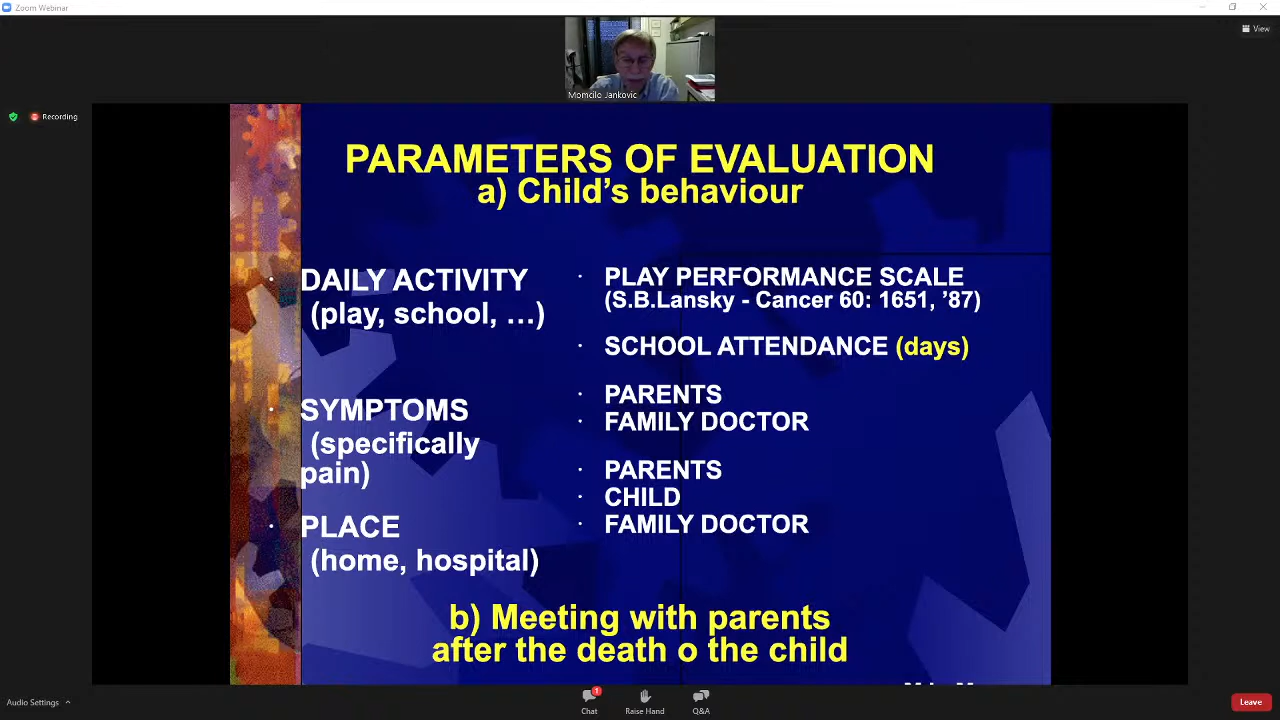 Zoom Webinar
View
Momcilo Jankovic
Recording
PARAMETERS OF EVALUATION
a) Child’s behaviour
· DAILY ACTIVITY
(play, school, …)
· SYMPTOMS
(specifically
pain)
· PLACE
(home, hospital)
· PLAY PERFORMANCE SCALE
(S.B.Lansky - Cancer 60: 1651, ’87)
· SCHOOL ATTENDANCE (days)
· PARENTS
· FAMILY DOCTOR
· PARENTS
· CHILD
· FAMILY DOCTOR
b) Meeting with parents
after the death o the child
Audio Settings
1
Chat
Raise Hand
Q&A
Leave